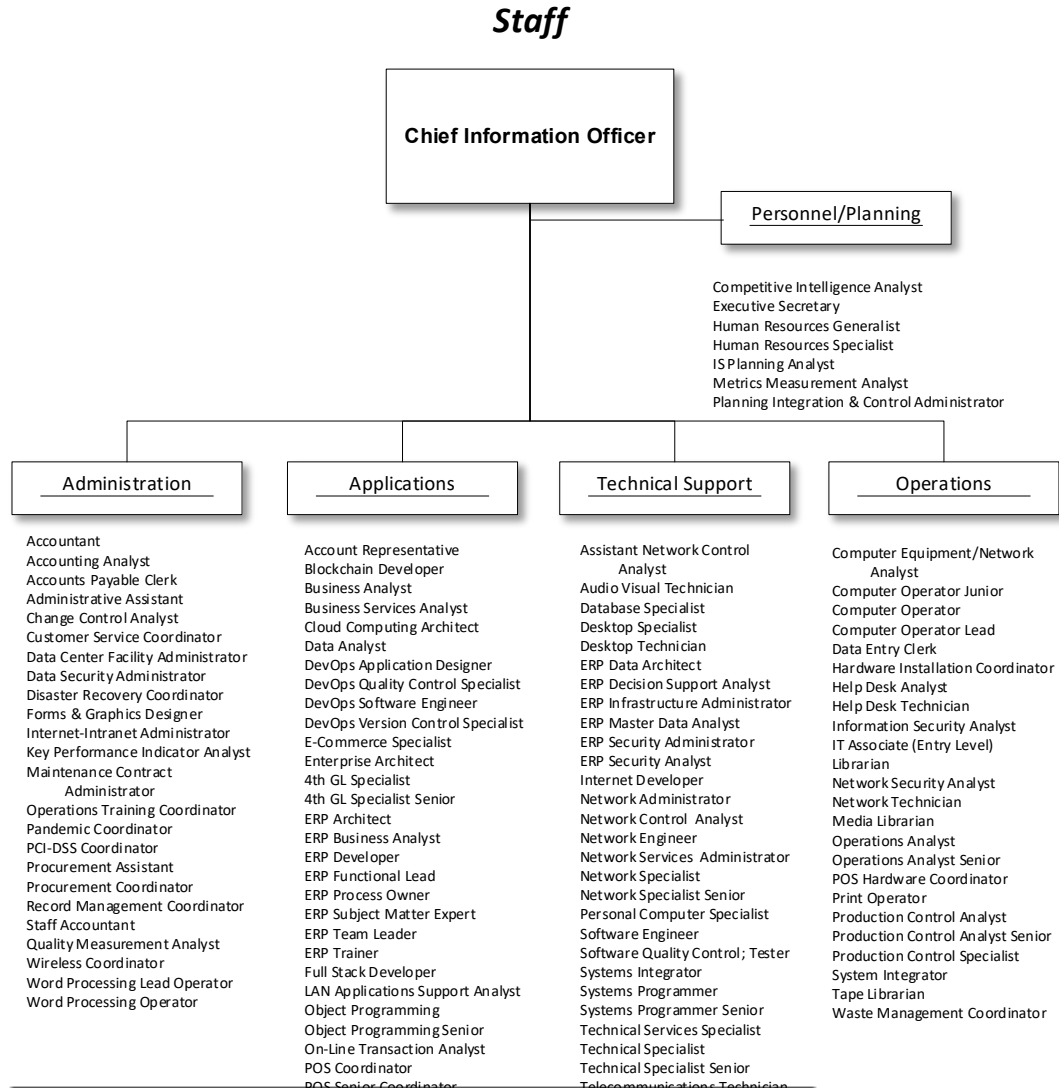 Staff
Chief Information Officer
Personnel/Planning
Competitive Intelligence Analyst
Executive Secretary
Human Resources Generalist
Human Resources Specialist
IS Planning Analyst
Metrics Measurement Analyst
Planning Integration & Control Administrator
Administration
Accountant
Accounting Analyst
Accounts Payable Clerk
Administrative Assistant
Change Control Analyst
Customer Service Coordinator
Data Center Facility Administrator
Data Security Administrator
Disaster Recovery Coordinator
Forms & Graphics Designer
Internet-Intranet Administrator
Key Performance Indicator Analyst
Maintenance Contract
Administrator
Operations Training Coordinator
Pandemic Coordinator
PCI-DSS Coordinator
Procurement Assistant
Procurement Coordinator
Record Management Coordinator
Staff Accountant
Quality Measurement Analyst
Wireless Coordinator
Word Processing Lead Operator
Word Processing Operator
Applications
Account Representative
Blockchain Developer
Business Analyst
Business Services Analyst
Cloud Computing Architect
Data Analyst
DevOps Application Designer
DevOps Quality Control Specialist
DevOps Software Engineer
DevOps Version Control Specialist
E-Commerce Specialist
Enterprise Architect
4th GL Specialist
4th GL Specialist Senior
ERP Architect
ERP Business Analyst
ERP Developer
ERP Functional Lead
ERP Process Owner
ERP Subject Matter Expert
ERP Team Leader
ERP Trainer
Full Stack Developer
LAN Applications Support Analyst
Object Programming
Object Programming Senior
On-Line Transaction Analyst
POS Coordinator
POS Senior Coordinator
Technical Support
Assistant Network Control
Analyst
Audio Visual Technician
Database Specialist
Desktop Specialist
Desktop Technician
ERP Data Architect
ERP Decision Support Analyst
ERP Infrastructure Administrator
ERP Master Data Analyst
ERP Security Administrator
ERP Security Analyst
Internet Developer
Network Administrator
Network Control Analyst
Network Engineer
Network Services Administrator
Network Specialist
Network Specialist Senior
Personal Computer Specialist
Software Engineer
Software Quality Control; Tester
Systems Integrator
Systems Programmer
Systems Programmer Senior
Technical Services Specialist
Technical Specialist
Technical Specialist Senior
Telecommunications Technician
Operations
Computer Equipment/Network
Analyst
Computer Operator Junior
Computer Operator
Computer Operator Lead
Data Entry Clerk
Hardware Installation Coordinator
Help Desk Analyst
Help Desk Technician
Information Security Analyst
IT Associate (Entry Level)
Librarian
Network Security Analyst
Network Technician
Media Librarian
Operations Analyst
Operations Analyst Senior
POS Hardware Coordinator
Print Operator
Production Control Analyst
Production Control Analyst Senior
Production Control Specialist
System Integrator
Tape Librarian
Waste Management Coordinator